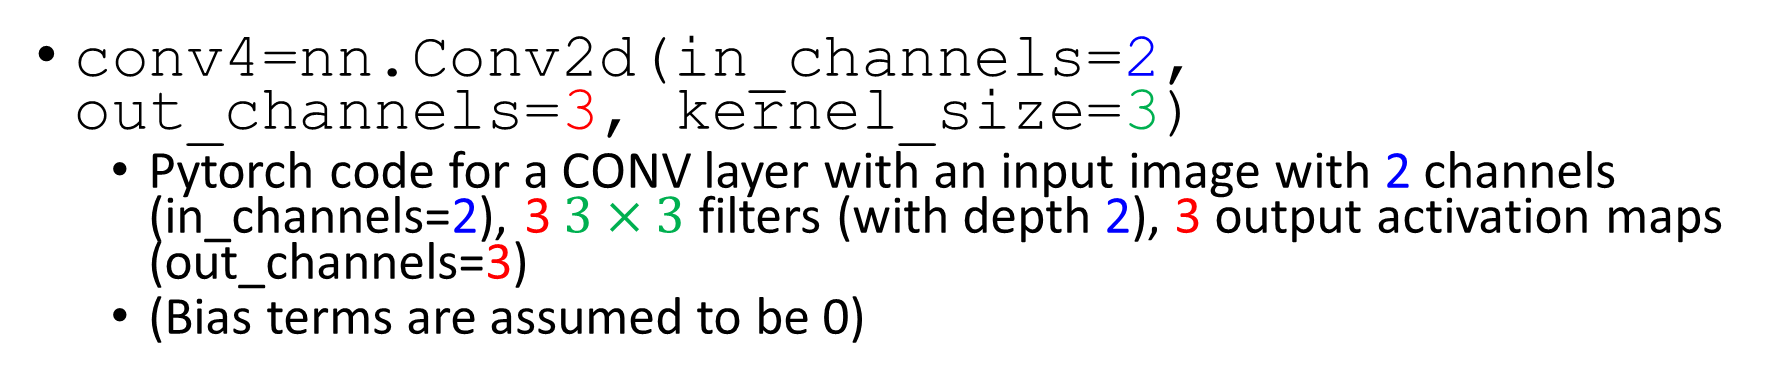 • conv4=nn.Conv2d(in_channels=2,
out_channels=3, kernel_size=3)
• Pytorch code for a CONV layer with an input image with 2 channels
(in_channels=2), 3 3 × 3 filters (with depth 2), 3 output activation maps
(out_channels=3)
• (Bias terms are assumed to be 0)